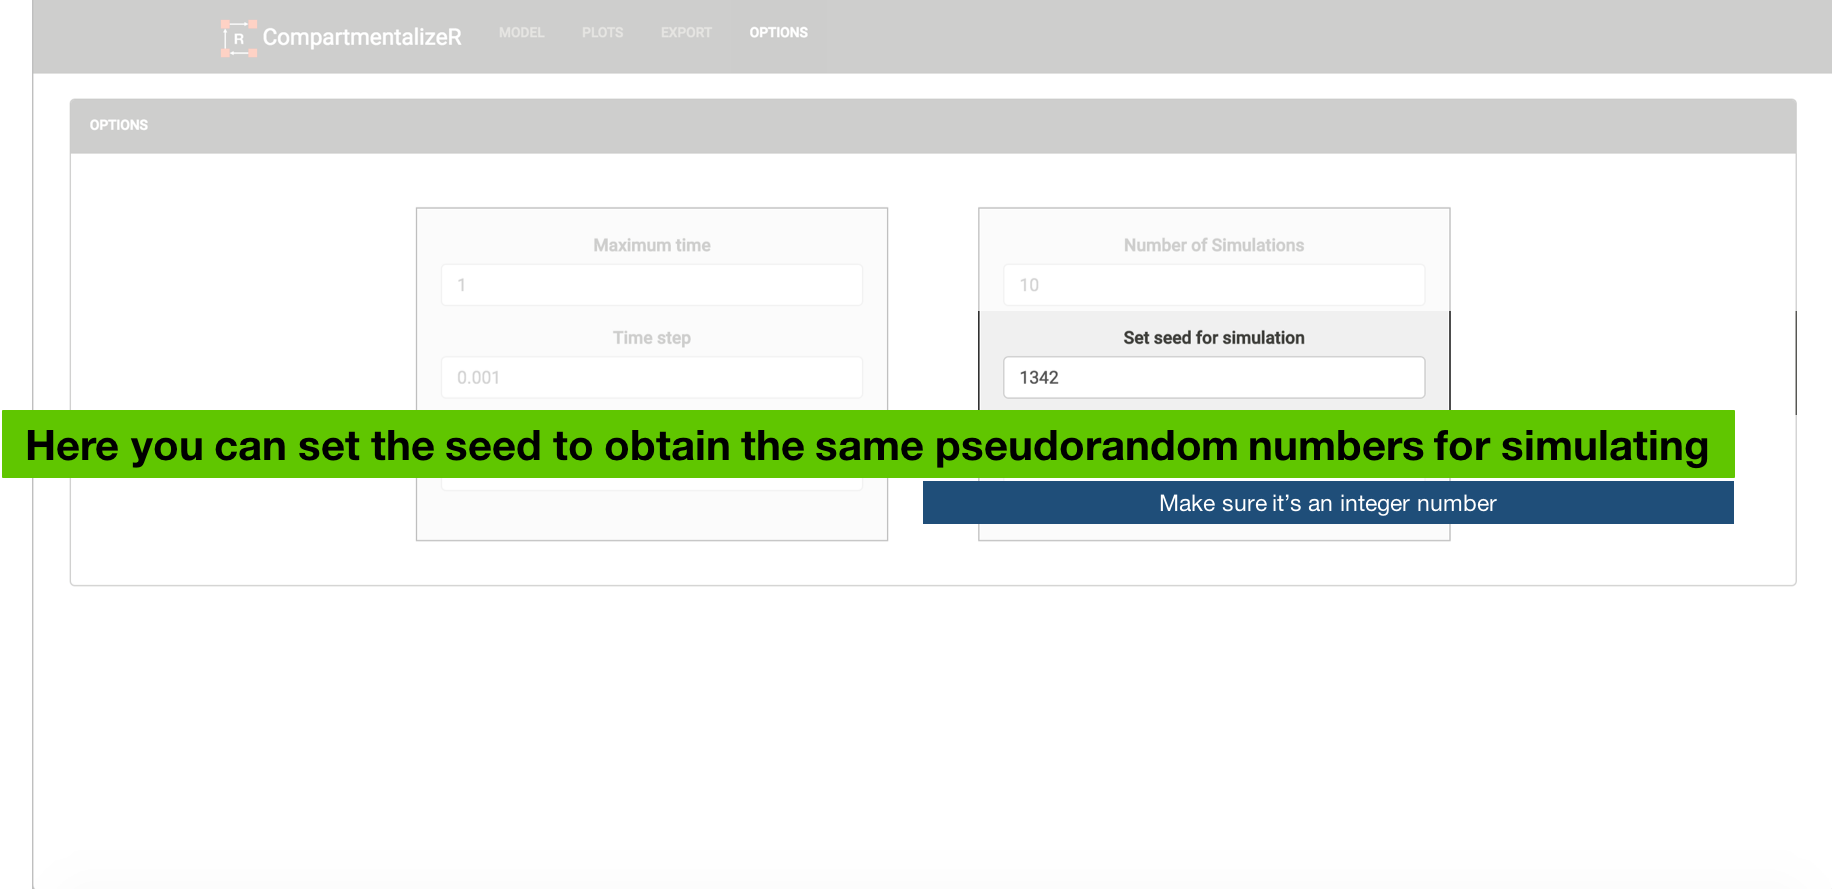 R CompartmentalizeR MODEL PLOTS EXPORT OPTIONS
OPTIONS
Maximum time
1
Time step
0.001
Number of Simulations
10
Set seed for simulation
1342
Here you can set the seed to obtain the same pseudorandom numbers for simulating
Make sure it’s an integer number